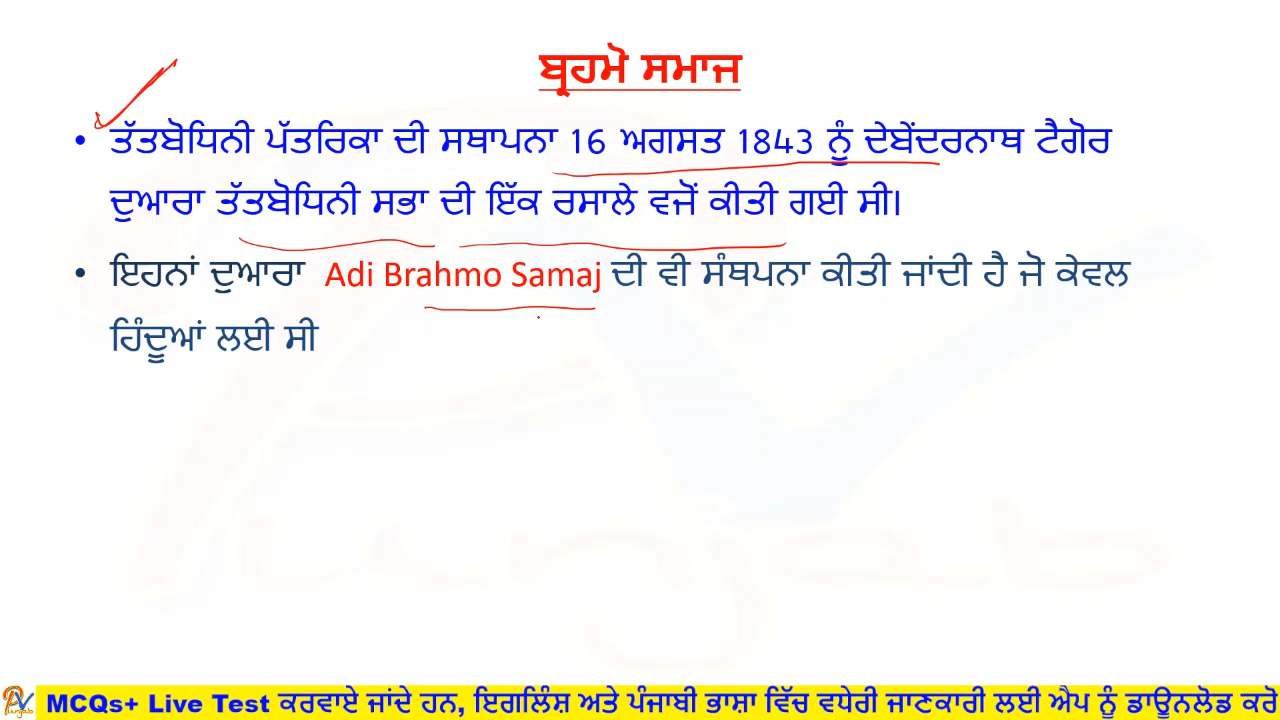 ਬ੍ਰਹਮੋ ਸਮਾਜ
• ਤੱਤਬੋਧਿਨੀ ਪੱਤਰਿਕਾ ਦੀ ਸਥਾਪਨਾ 16 ਅਗਸਤ 1843 ਨੂੰ ਦੇਬੇਂਦਰਨਾਥ ਟੈਗੋਰ
ਦੁਆਰਾ ਤੱਤਬੋਧਿਨੀ ਸਭਾ ਦੀ ਇੱਕ ਰਸਾਲੇ ਵਜੋਂ ਕੀਤੀ ਗਈ ਸੀ।
• ਇਹਨਾਂ ਦੁਆਰਾ Adi Brahmo Samaj ਦੀ ਵੀ ਸੰਥਪਨਾ ਕੀਤੀ ਜਾਂਦੀ ਹੈ ਜੋ ਕੇਵਲ
ਹਿੰਦੂਆਂ ਲਈ ਸੀ
Punjab
MCQs+ Live Test ਕਰਵਾਏ ਜਾਂਦੇ ਹਨ, ਇਗਲਿੰਸ਼ ਅਤੇ ਪੰਜਾਬੀ ਭਾਸ਼ਾ ਵਿੱਚ ਵਧੇਰੀ ਜਾਣਕਾਰੀ ਲਈ ਐਪ ਨੂੰ ਡਾਊਨਲੋਡ ਕਰੋ